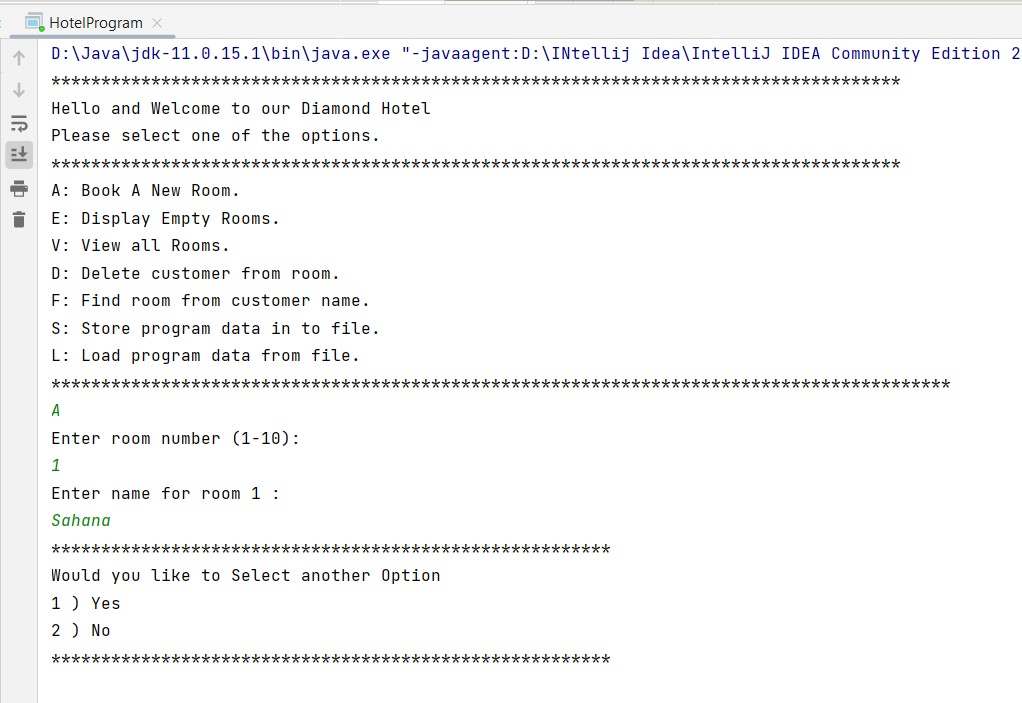 HotelProgram
D:\Java\jdk-11.0.15.1\bin\java.exe "-javaagent:D:\INtellij Idea\IntelliJ IDEA Community Edition 2
*************************************************************************************
Hello and Welcome to our Diamond Hotel
Please select one of the options.
*************************************************************************************
A: Book A New Room.
E: Display Empty Rooms.
V: View all Rooms.
D: Delete customer from room.
F: Find room from customer name.
S: Store program data in to file.
L: Load program data from file.
******************************************************************************************
A
Enter room number (1-10):
1
Enter name for room 1 :
Sahana
********************************************************
Would you like to Select another Option
1 ) Yes
2 ) No
********************************************************